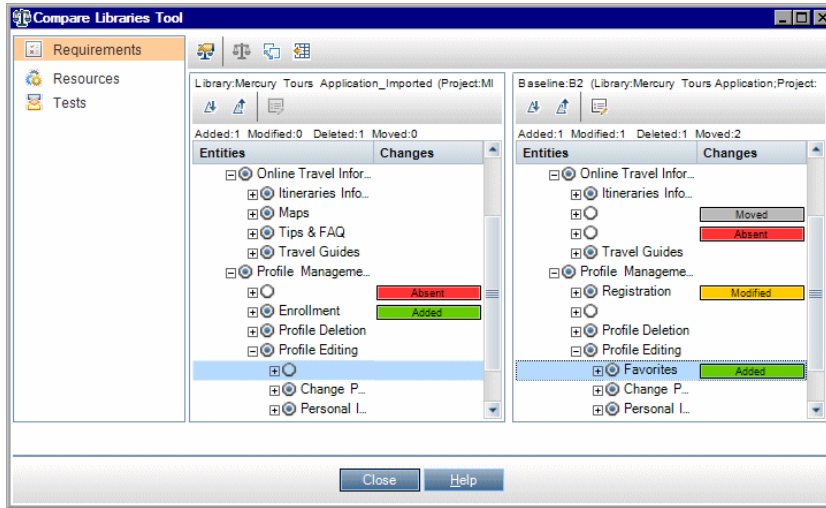 Compare Libraries Tool
Requirements
Resources
Tests
Library:Mercury Tours Application_Imported (Project:MI
Added:1 Modified:0 Deleted:1 Moved:0
Entities Changes
Online Travel Infor...
Itineraries Info...
Maps
Tips & FAQ
Travel Guides
Profile Manageme...
Absent
Enrollment Added
Profile Deletion
Profile Editing
Change P...
Personal I...
Baseline:B2 (Library:Mercury Tours Application;Project:
Added:1 Modified:1 Deleted:1 Moved:2
Entities Changes
Online Travel Infor...
Itineraries Info...
Moved
Absent
Travel Guides
Profile Manageme...
Registration Modified
Profile Deletion
Profile Editing
Favorites Added
Change P...
Personal I...
Close Help